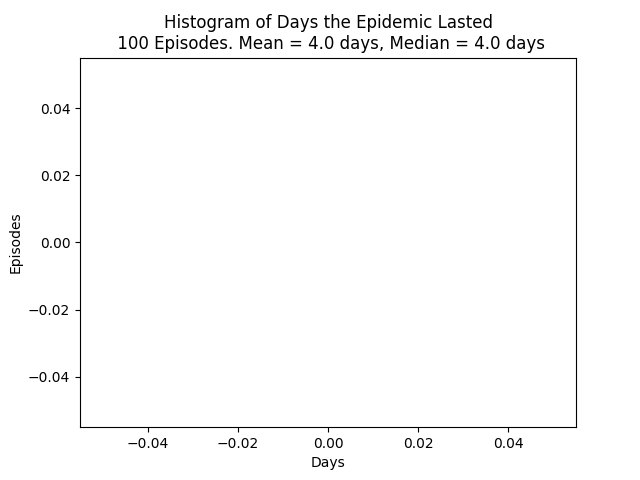 Histogram of Days the Epidemic Lasted
100 Episodes. Mean = 4.0 days, Median = 4.0 days
0.04
0.02
0.00
−0.02
−0.04
Episodes
−0.04 −0.02 0.00 0.02 0.04
Days